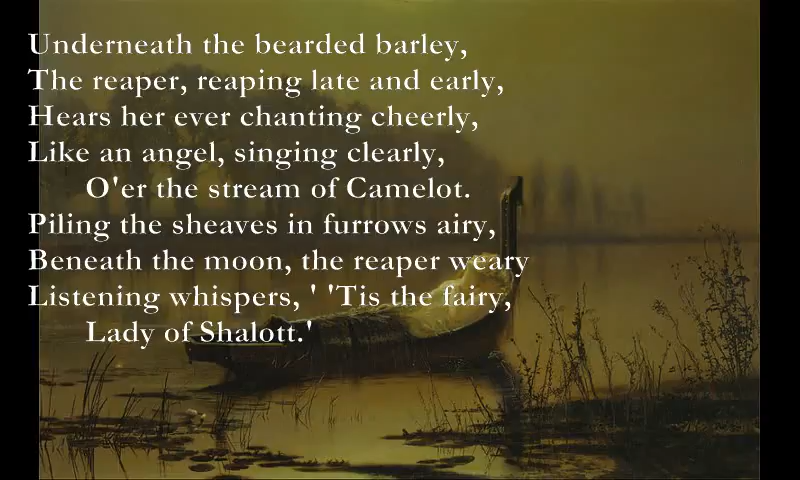 Underneath the bearded barley,
The reaper, reaping late and early,
Hears her ever chanting cheerly,
Like an angel, singing clearly,
O'er the stream of Camelot.
Piling the sheaves in furrows airy,
Beneath the moon, the reaper weary
Listening whispers, ' 'Tis the fairy,
Lady of Shalott.'